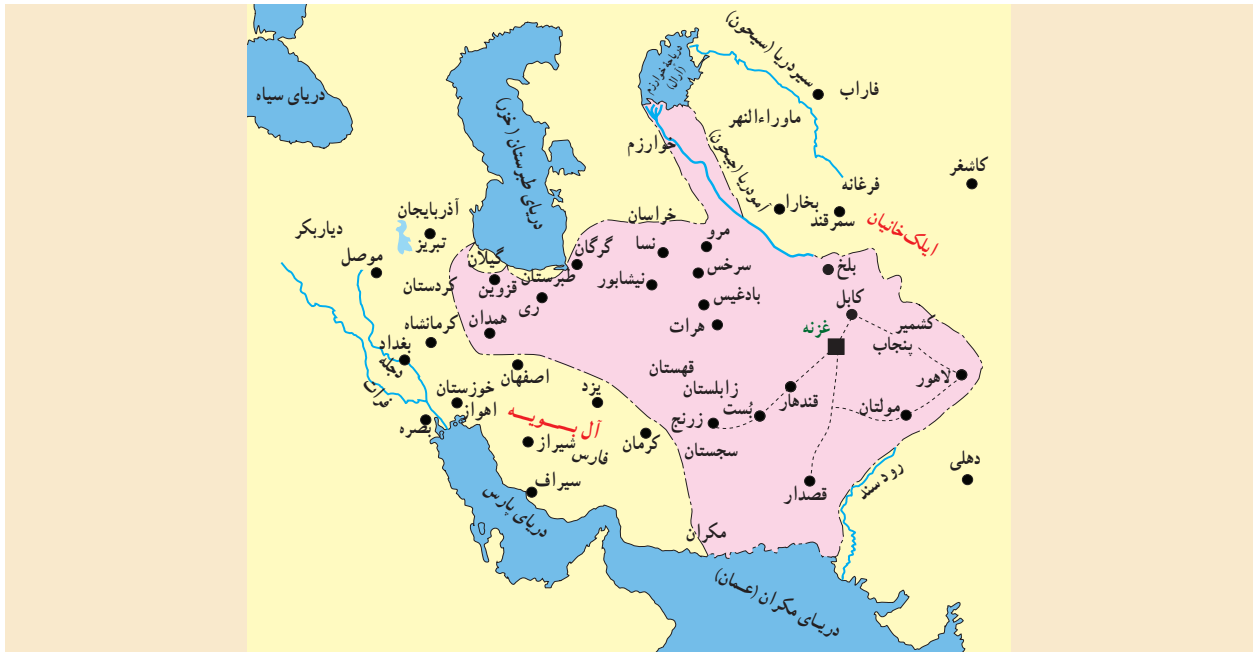 دریای سیاه
دریای طبرستان (خزر)
دریاچهٔ خوارزم
(آرال)
سیردریا (سیحون)
فاراب
ماوراءالنهر
خوارزم
آمودریا (جیحون)
کاشغر
فرغانه
بخارا
سمرقند
ایلک‌خانیان
آذربایجان
تبریز
دیاربکر
موصل
خراسان
مرو
نسا
گرگان
سرخس
بلخ
گیلان
طبرستان
قزوین
کردستان
نیشابور
ری
بادغیس
کابل
همدان
کرمانشاه
هرات
غزنه
کشمیر
پنجاب
بغداد
دجله
فرات
اصفهان
قهستان
زابلستان
لاهور
خوزستان
اهواز
یزد
قندهار
مولتان
بصره
آل بـــویـــه
بُست
زرنج
شیراز
فارس
کرمان
سجستان
دهلی
سیراف
قصدار
رود سند
دریای پارس
مکران
دریـای مکران (عـمان)